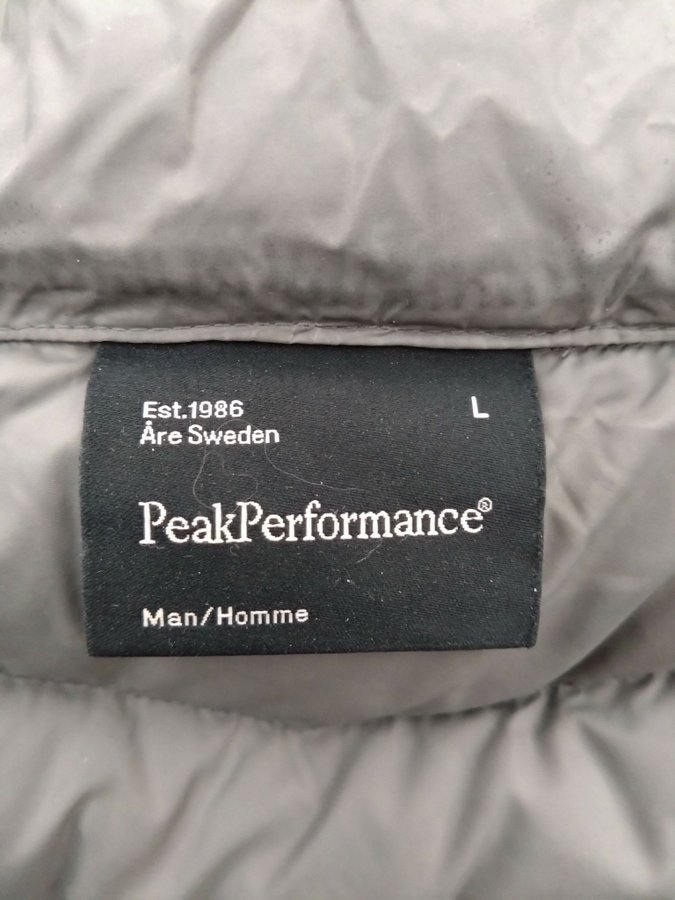 Est.1986 L
Åre Sweden
PeakPerformance®
Man/Homme